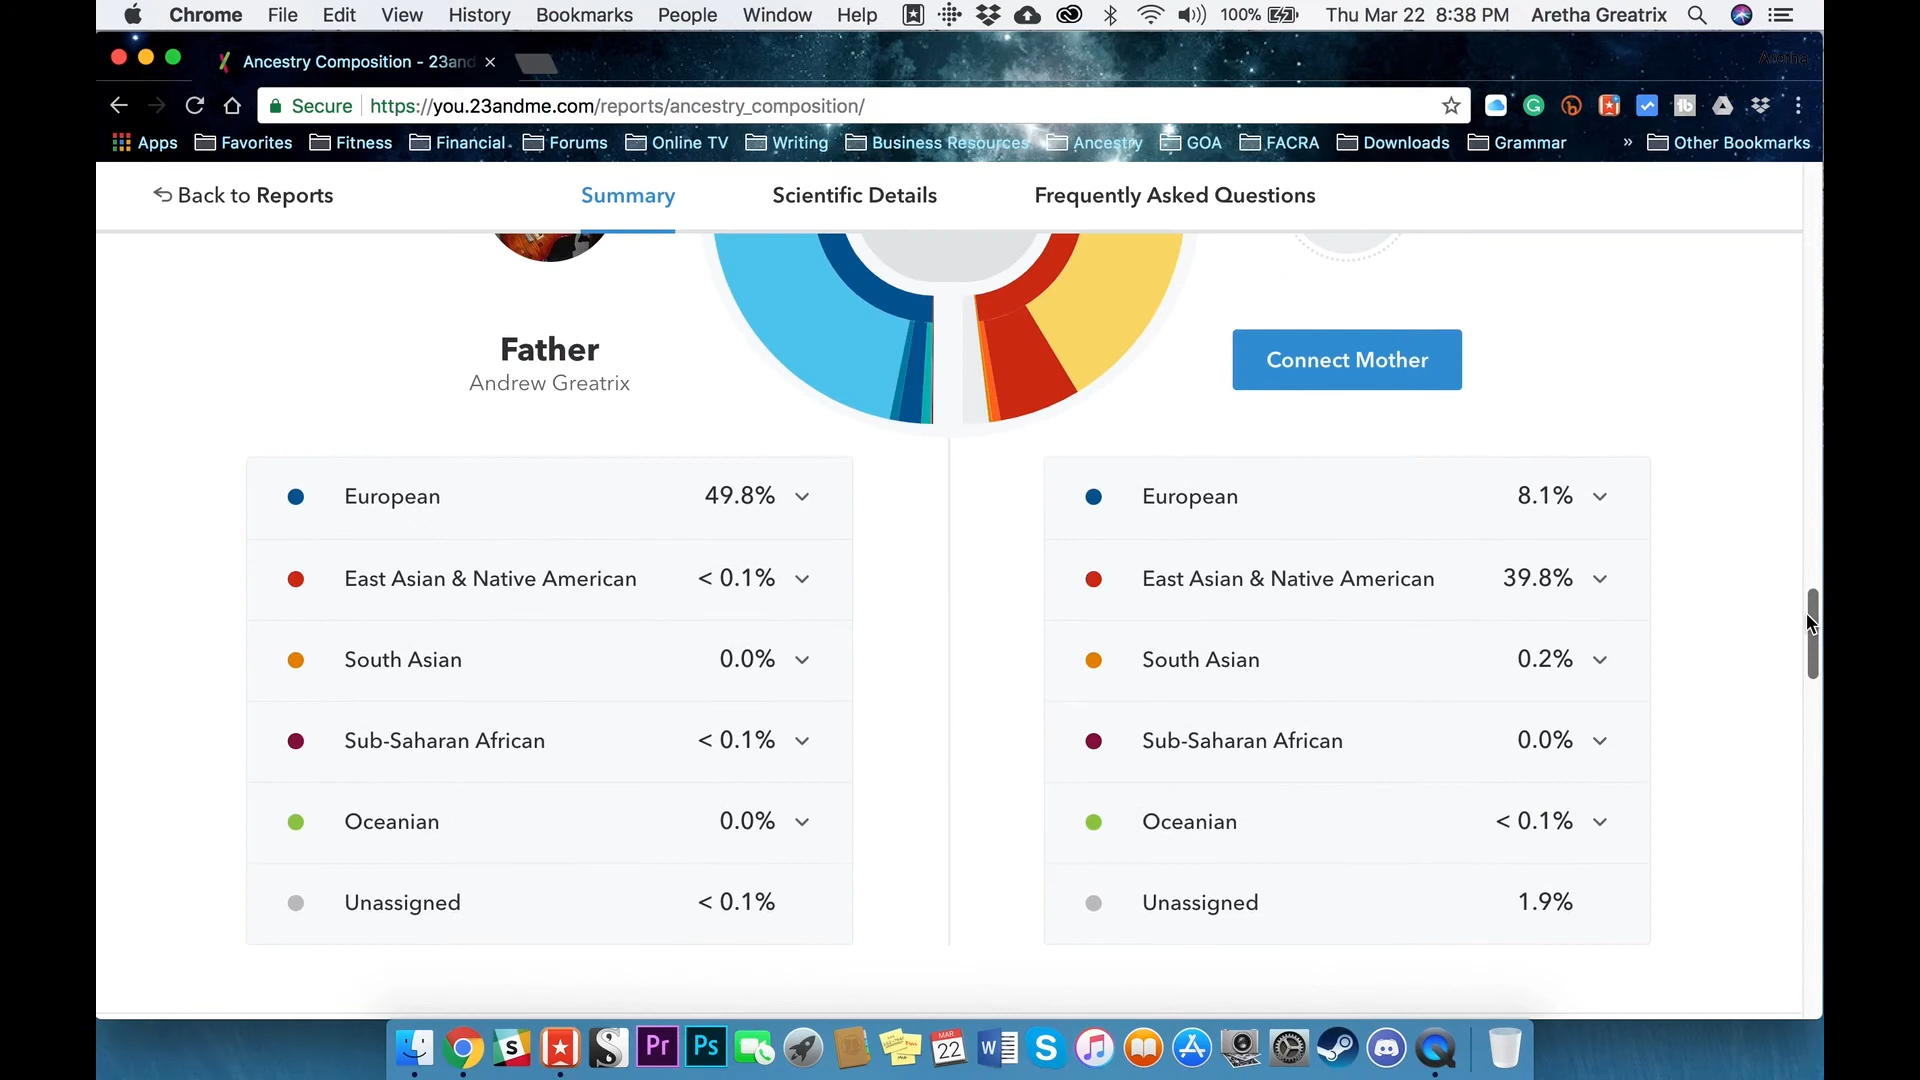 Chrome File Edit View History Bookmarks People Window Help 100% Thu Mar 22 8:38 PM Aretha Greatrix
Ancestry Composition - 23and
Aretha
Secure https://you.23andme.com/reports/ancestry_composition/
Apps Favorites Fitness Financial Forums Online TV Writing Business Resources Ancestry GOA FACRA Downloads Grammar » Other Bookmarks
Back to Reports Summary Scientific Details Frequently Asked Questions
Father
Andrew Greatrix
Connect Mother
European 49.8%
East Asian & Native American < 0.1%
South Asian 0.0%
Sub-Saharan African < 0.1%
Oceanian 0.0%
Unassigned < 0.1%
European 8.1%
East Asian & Native American 39.8%
South Asian 0.2%
Sub-Saharan African 0.0%
Oceanian < 0.1%
Unassigned 1.9%
Pr Ps MAR 22 W S